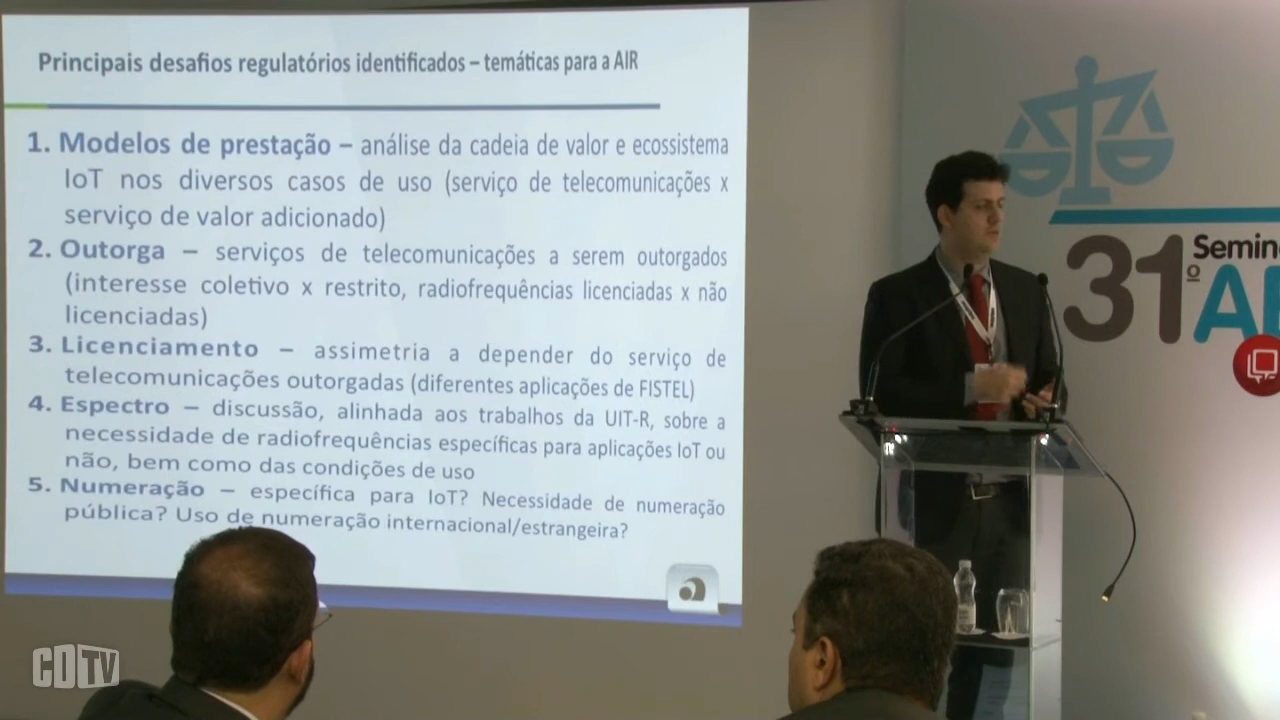 Principais desafios regulatórios identificados – temáticas para a AIR
1. Modelos de prestação – análise da cadeia de valor e ecossistema
IoT nos diversos casos de uso (serviço de telecomunicações x
serviço de valor adicionado)
2. Outorga – serviços de telecomunicações a serem outorgados
(interesse coletivo x restrito, radiofrequências licenciadas x não
licenciadas)
3. Licenciamento – assimetria a depender do serviço de
telecomunicações outorgadas (diferentes aplicações de FISTEL)
4. Espectro – discussão, alinhada aos trabalhos da UIT-R, sobre a
necessidade de radiofrequências específicas para aplicações IoT ou
não, bem como das condições de uso
5. Numeração – específica para IoT? Necessidade de numeração
pública? Uso de numeração internacional/estrangeira?
31º
CDTV